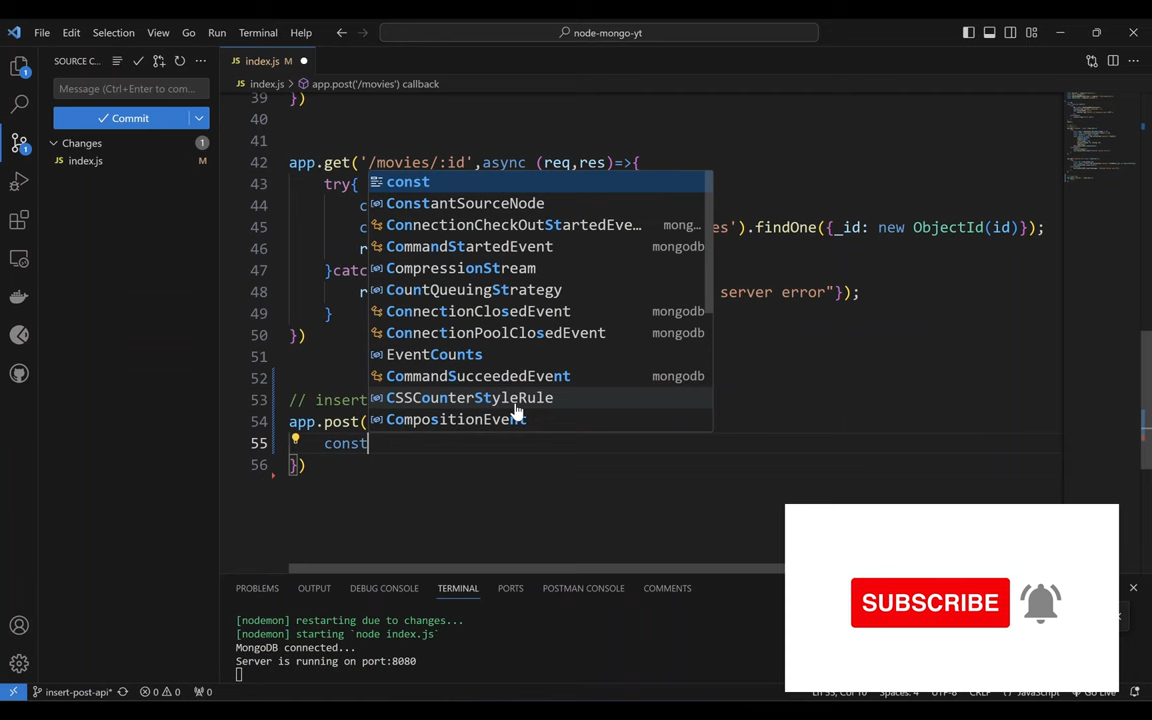 File Edit Selection View Go Run Terminal Help
node-mongo-yt
SOURCE C...
JS index.js M
JS index.js > app.post('/movies') callback
Message (Ctrl+Enter to com...
Commit
Changes 1
index.js M
39 })
40
41
42 app.get('/movies/:id',async (req,res)=>{
43 try{
44 c
45 c es').findOne({_id: new ObjectId(id)});
46 r
47 }catc
48 r server error"});
49 }
50 })
51
52
53 // insert
54 app.post(
55 const
56 })
const
ConstantSourceNode
ConnectionCheckOutStartedEve... mong...
CommandStartedEvent mongodb
CompressionStream
CountQueuingStrategy
ConnectionClosedEvent mongodb
ConnectionPoolClosedEvent mongodb
EventCounts
CommandSucceededEvent mongodb
CSSCounterStyleRule
CompositionEvent
PROBLEMS OUTPUT DEBUG CONSOLE TERMINAL PORTS POSTMAN CONSOLE COMMENTS
[nodemon] restarting due to changes...
[nodemon] starting `node index.js`
MongoDB connected...
Server is running on port:8080
SUBSCRIBE
1
1
insert-post-api* 0 0 0